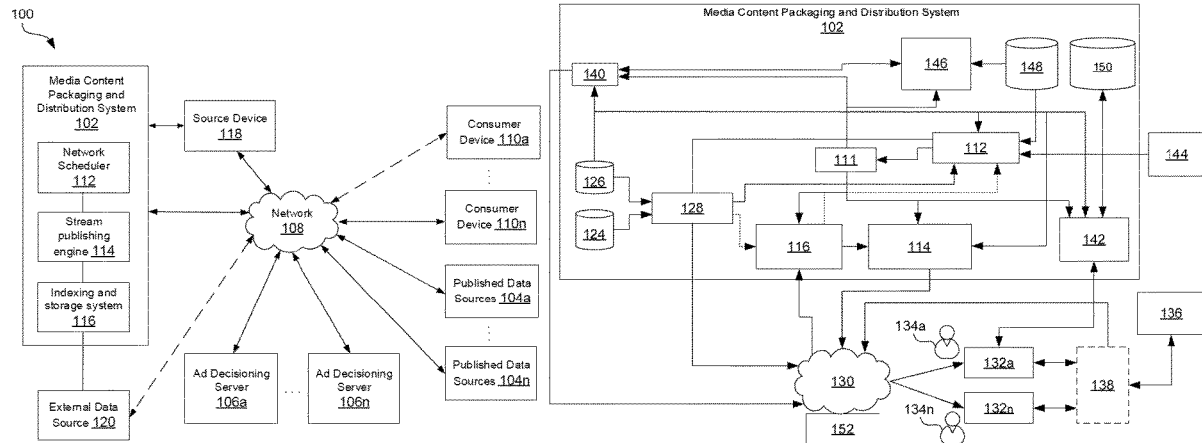 100
Media Content
Packaging and
Distribution System
102
Network
Scheduler
112
Stream
publishing
engine 114
Indexing and
storage system
116
External Data
Source 120
Source Device
118
Network
108
Ad Decisioning
Server
106a
...
Ad Decisioning
Server
106n
Consumer
Device 110a
Consumer
Device 110n
Published Data
Sources 104a
Published Data
Sources 104n
Media Content Packaging and Distribution System
102
140
146
148
150
112
111
144
126
128
124
116
114
142
136
134a
132a
130
138
132n
134n
152